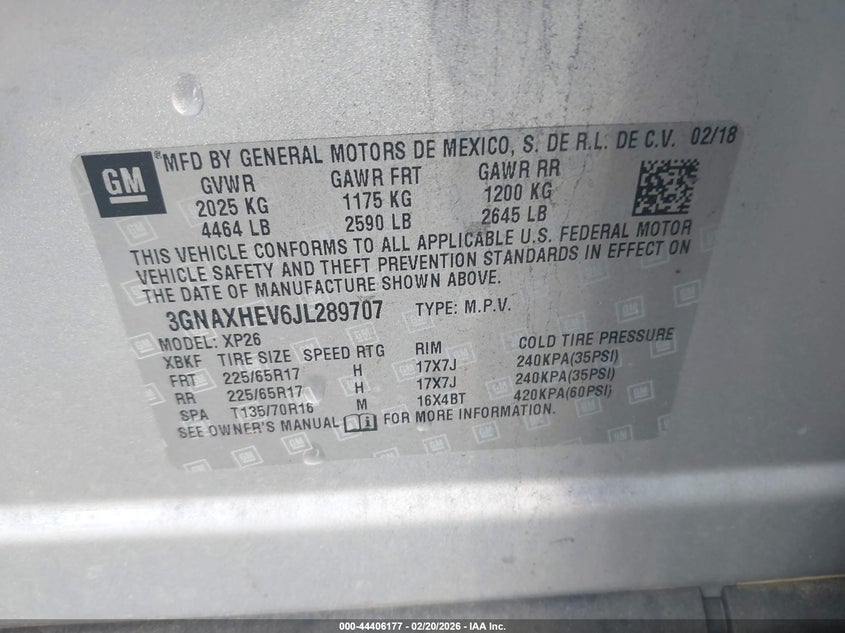 GM
®MFD BY GENERAL MOTORS DE MEXICO, S. DE R.L. DE C.V. 02/18
GVWR GAWR FRT GAWR RR
2025 KG 1175 KG 1200 KG
4464 LB 2590 LB 2645 LB
THIS VEHICLE CONFORMS TO ALL APPLICABLE U.S. FEDERAL MOTOR
VEHICLE SAFETY AND THEFT PREVENTION STANDARDS IN EFFECT ON
THE DATE OF MANUFACTURE SHOWN ABOVE.
3GNAXHEV6JL289707 TYPE: M.P.V.
MODEL: XP26
XBKF TIRE SIZE SPEED RTG RIM COLD TIRE PRESSURE
FRT 225/65R17 H 17X7J 240KPA(35PSI)
RR 225/65R17 H 17X7J 240KPA(35PSI)
SPA T135/70R16 M 16X4BT 420KPA(60PSI)
SEE OWNER'S MANUAL FOR MORE INFORMATION.
000-44406177 - 02/20/2026 - IAA Inc.